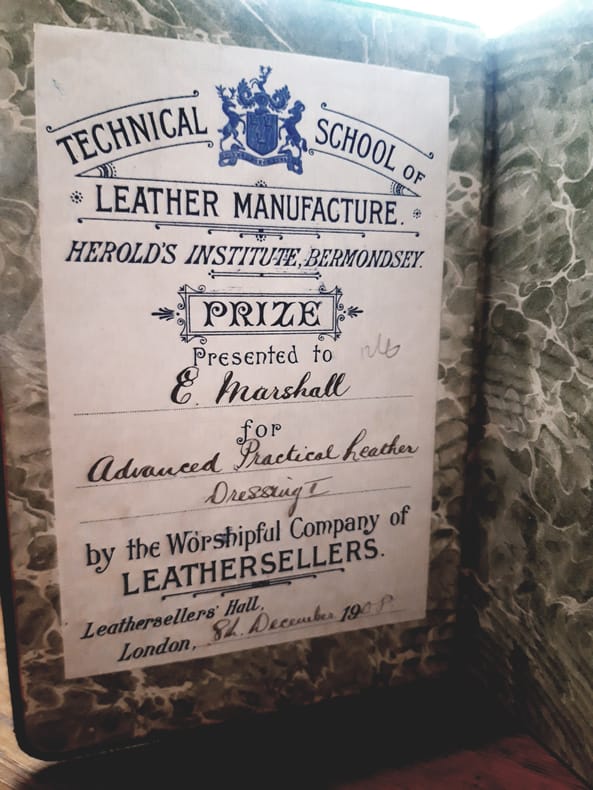 TECHNICAL SCHOOL OF
LEATHER MANUFACTURE.
HEROLD'S INSTITUTE, BERMONDSEY.
PRIZE
Presented to
E. Marshall
for
Advanced Practical Leather
Dressing I
by the Worshipful Company of
LEATHERSELLERS.
Leathersellers' Hall,
London, 8th. December 1908